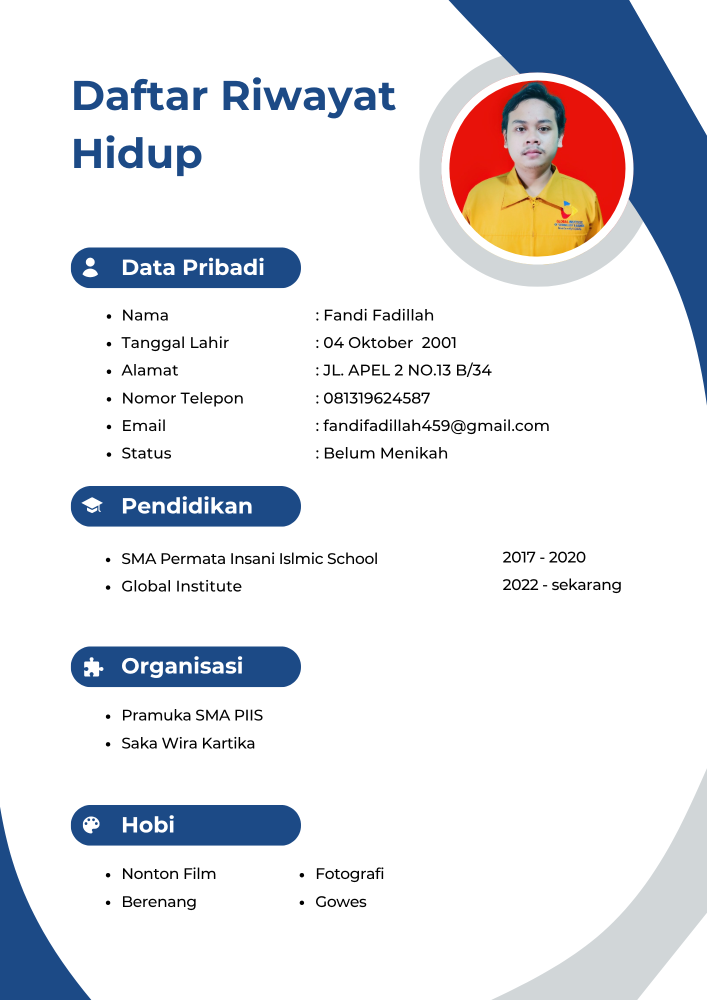 Daftar Riwayat
Hidup
GLOBAL INSTITUTE
OF TECHNOLOGY & BUSINESS
Data Pribadi
Nama : Fandi Fadillah
Tanggal Lahir : 04 Oktober 2001
Alamat : JL. APEL 2 NO.13 B/34
Nomor Telepon : 081319624587
Email : fandifadillah459@gmail.com
Status : Belum Menikah
Pendidikan
SMA Permata Insani Islmic School 2017 - 2020
Global Institute 2022 - sekarang
Organisasi
Pramuka SMA PIIS
Saka Wira Kartika
Hobi
Nonton Film
Berenang
Fotografi
Gowes